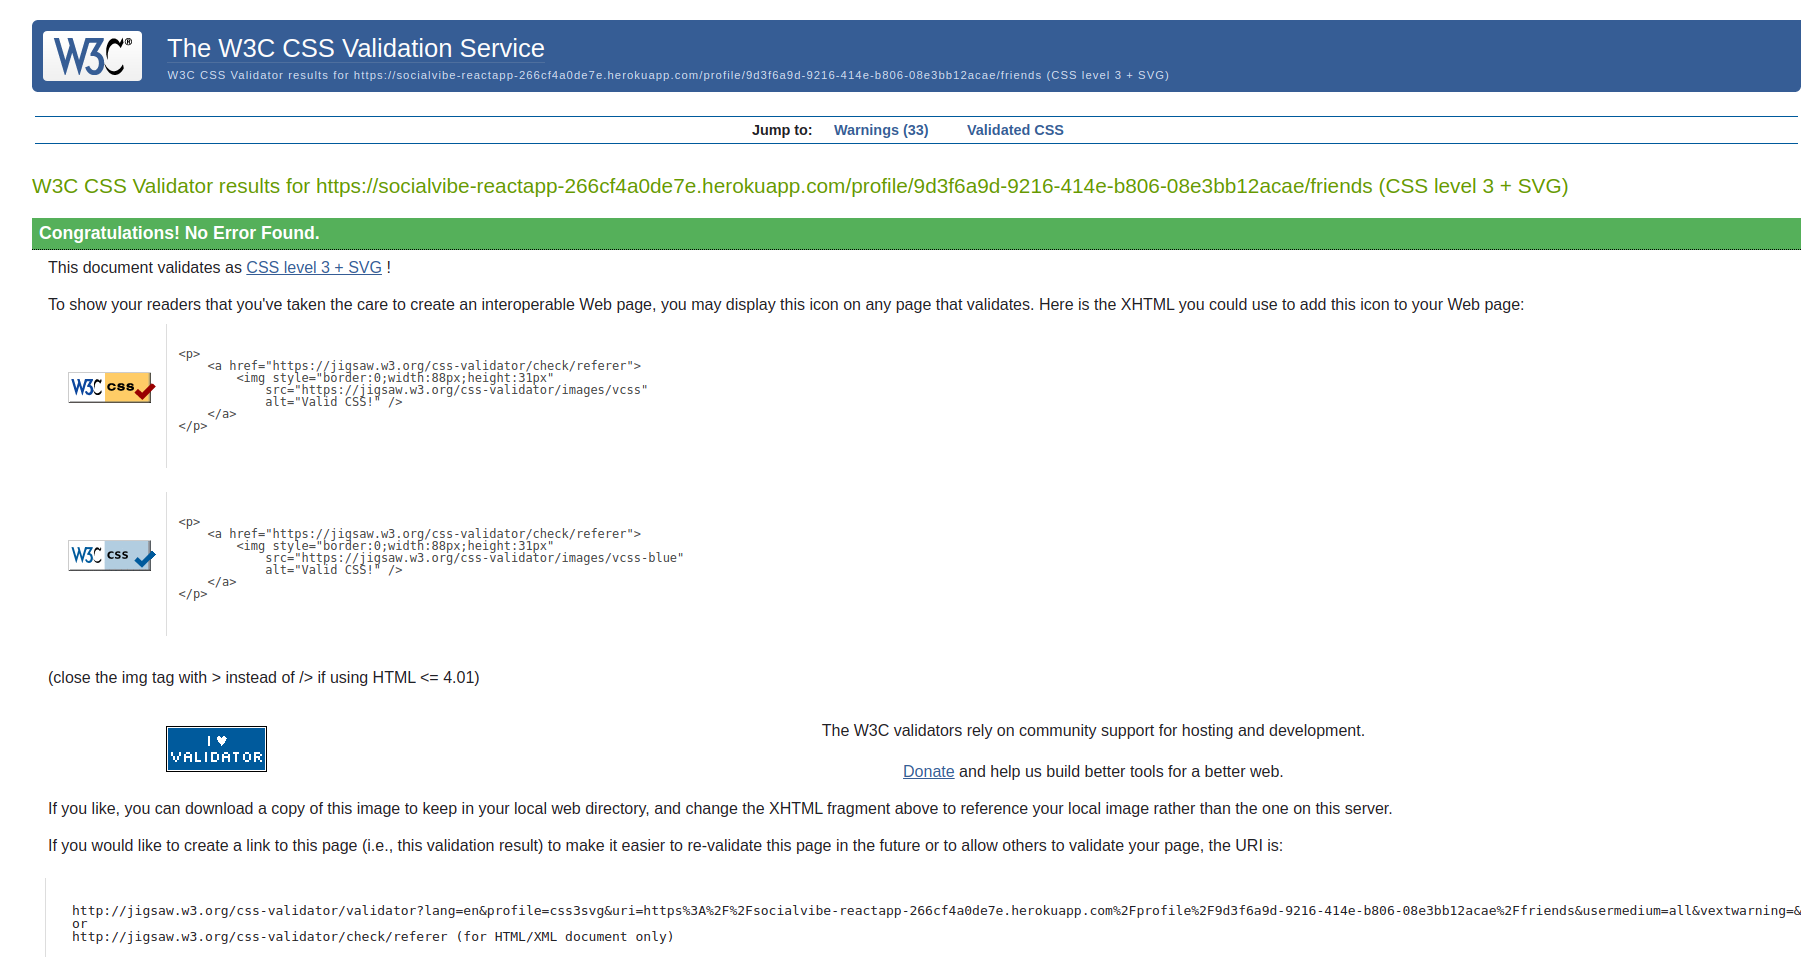 W3C®
The W3C CSS Validation Service
W3C CSS Validator results for https://socialvibe-reactapp-266cf4a0de7e.herokuapp.com/profile/9d3f6a9d-9216-414e-b806-08e3bb12acae/friends (CSS level 3 + SVG)
Jump to: Warnings (33) Validated CSS
W3C CSS Validator results for https://socialvibe-reactapp-266cf4a0de7e.herokuapp.com/profile/9d3f6a9d-9216-414e-b806-08e3bb12acae/friends (CSS level 3 + SVG)
Congratulations! No Error Found.
This document validates as CSS level 3 + SVG !
To show your readers that you've taken the care to create an interoperable Web page, you may display this icon on any page that validates. Here is the XHTML you could use to add this icon to your Web page:
W3C css
<p>
    <a href="https://jigsaw.w3.org/css-validator/check/referer">
        <img style="border:0;width:88px;height:31px"
            src="https://jigsaw.w3.org/css-validator/images/vcss"
            alt="Valid CSS!" />
    </a>
</p>
W3C css
<p>
    <a href="https://jigsaw.w3.org/css-validator/check/referer">
        <img style="border:0;width:88px;height:31px"
            src="https://jigsaw.w3.org/css-validator/images/vcss-blue"
            alt="Valid CSS!" />
    </a>
</p>
(close the img tag with > instead of /> if using HTML <= 4.01)
I ♥
VALIDATOR
The W3C validators rely on community support for hosting and development.
Donate and help us build better tools for a better web.
If you like, you can download a copy of this image to keep in your local web directory, and change the XHTML fragment above to reference your local image rather than the one on this server.
If you would like to create a link to this page (i.e., this validation result) to make it easier to re-validate this page in the future or to allow others to validate your page, the URI is:
http://jigsaw.w3.org/css-validator/validator?lang=en&profile=css3svg&uri=https%3A%2F%2Fsocialvibe-reactapp-266cf4a0de7e.herokuapp.com%2Fprofile%2F9d3f6a9d-9216-414e-b806-08e3bb12acae%2Ffriends&usermedium=all&vextwarning=&
or
http://jigsaw.w3.org/css-validator/check/referer (for HTML/XML document only)